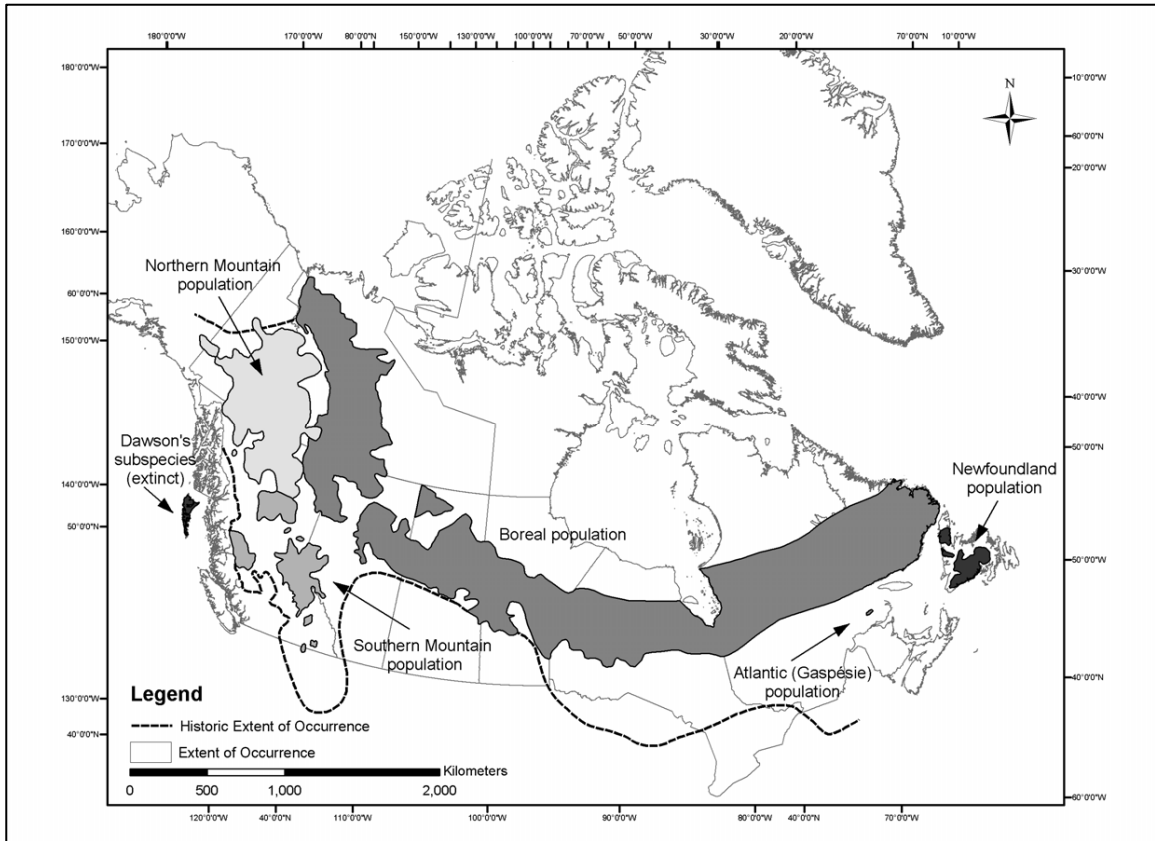 180°0'0"W 170°0'0"W 80°0'0"N 150°0'0"W 130°0'0"W 100°0'0"W 80°0'0"W 50°0'0"W 40°0'0"W 30°0'0"W 20°0'0"W 70°0'0"N 10°0'0"W
180°0'0"W
170°0'0"W
160°0'0"W
60°0'0"N
150°0'0"W
140°0'0"W
50°0'0"N
130°0'0"W
40°0'0"N
N
10°0'0"W
60°0'0"N
20°0'0"W
30°0'0"W
40°0'0"W
50°0'0"W
50°0'0"N
40°0'0"N
60°0'0"W
Northern Mountain
population
Dawson's
subspecies
(extinct)
Boreal population
Newfoundland
population
Southern Mountain
population
Atlantic (Gaspésie)
population
Legend
Historic Extent of Occurrence
Extent of Occurrence
Kilometers
0 500 1,000 2,000
120°0'0"W 40°0'0"N 110°0'0"W 100°0'0"W 90°0'0"W 80°0'0"W 40°0'0"N 70°0'0"W